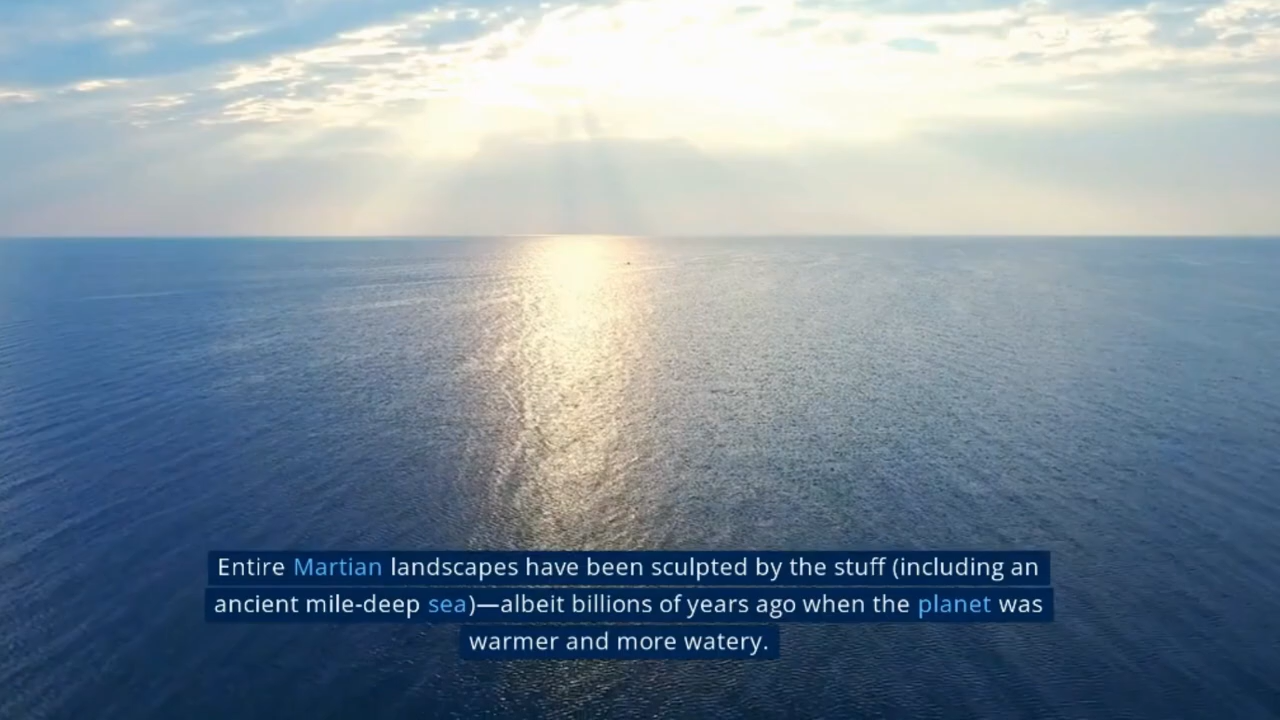 Entire Martian landscapes have been sculpted by the stuff (including an
ancient mile-deep sea)—albeit billions of years ago when the planet was
warmer and more watery.